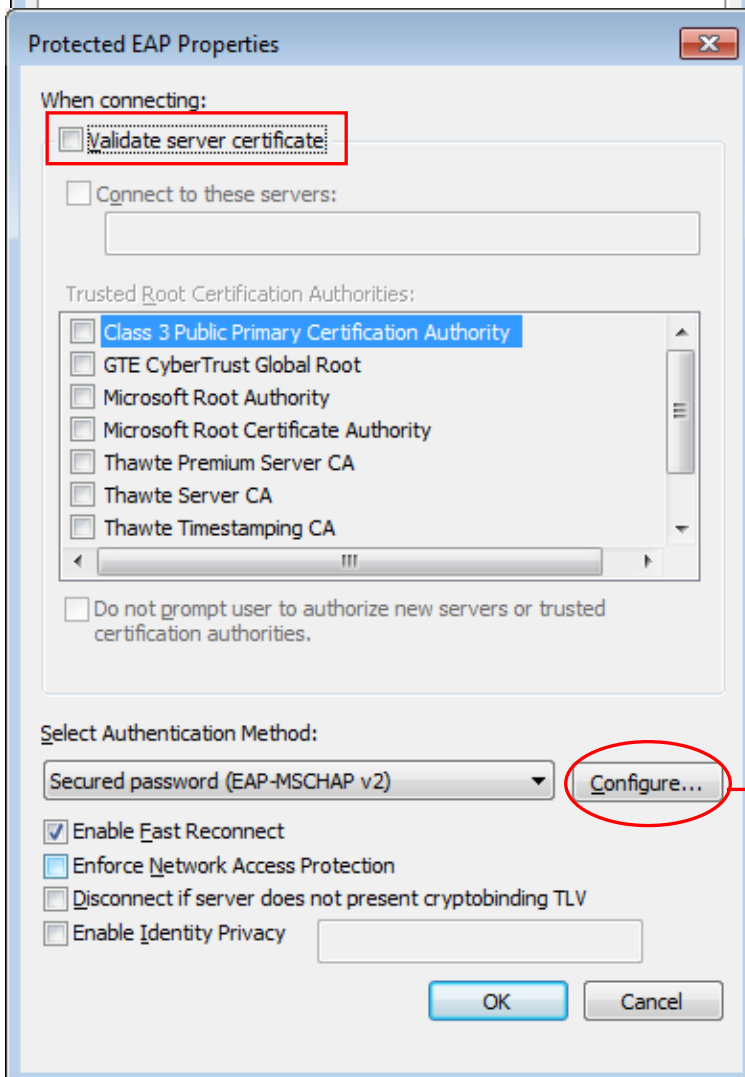 Protected EAP Properties
When connecting:
Validate server certificate
Connect to these servers:
Trusted Root Certification Authorities:
Class 3 Public Primary Certification Authority
GTE CyberTrust Global Root
Microsoft Root Authority
Microsoft Root Certificate Authority
Thawte Premium Server CA
Thawte Server CA
Thawte Timestamping CA
Do not prompt user to authorize new servers or trusted
certification authorities.
Select Authentication Method:
Secured password (EAP-MSCHAP v2)
Configure...
Enable Fast Reconnect
Enforce Network Access Protection
Disconnect if server does not present cryptobinding TLV
Enable Identity Privacy
OK
Cancel